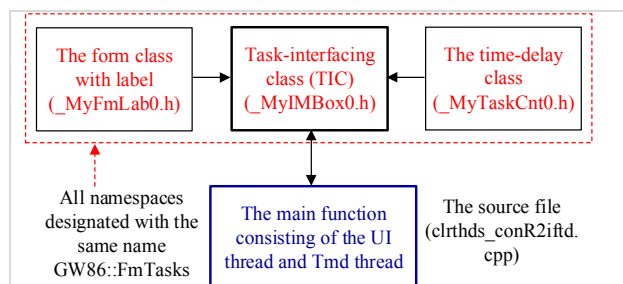 The form class
with label
(_MyFmLab0.h)
Task-interfacing
class (TIC)
(_MyIMBox0.h)
The time-delay
class
(_MyTaskCnt0.h)
All namespaces
designated with the
same name
GW86::FmTasks
The main function
consisting of the UI
thread and Tmd thread
The source file
(clrthds_conR2iftd.
cpp)